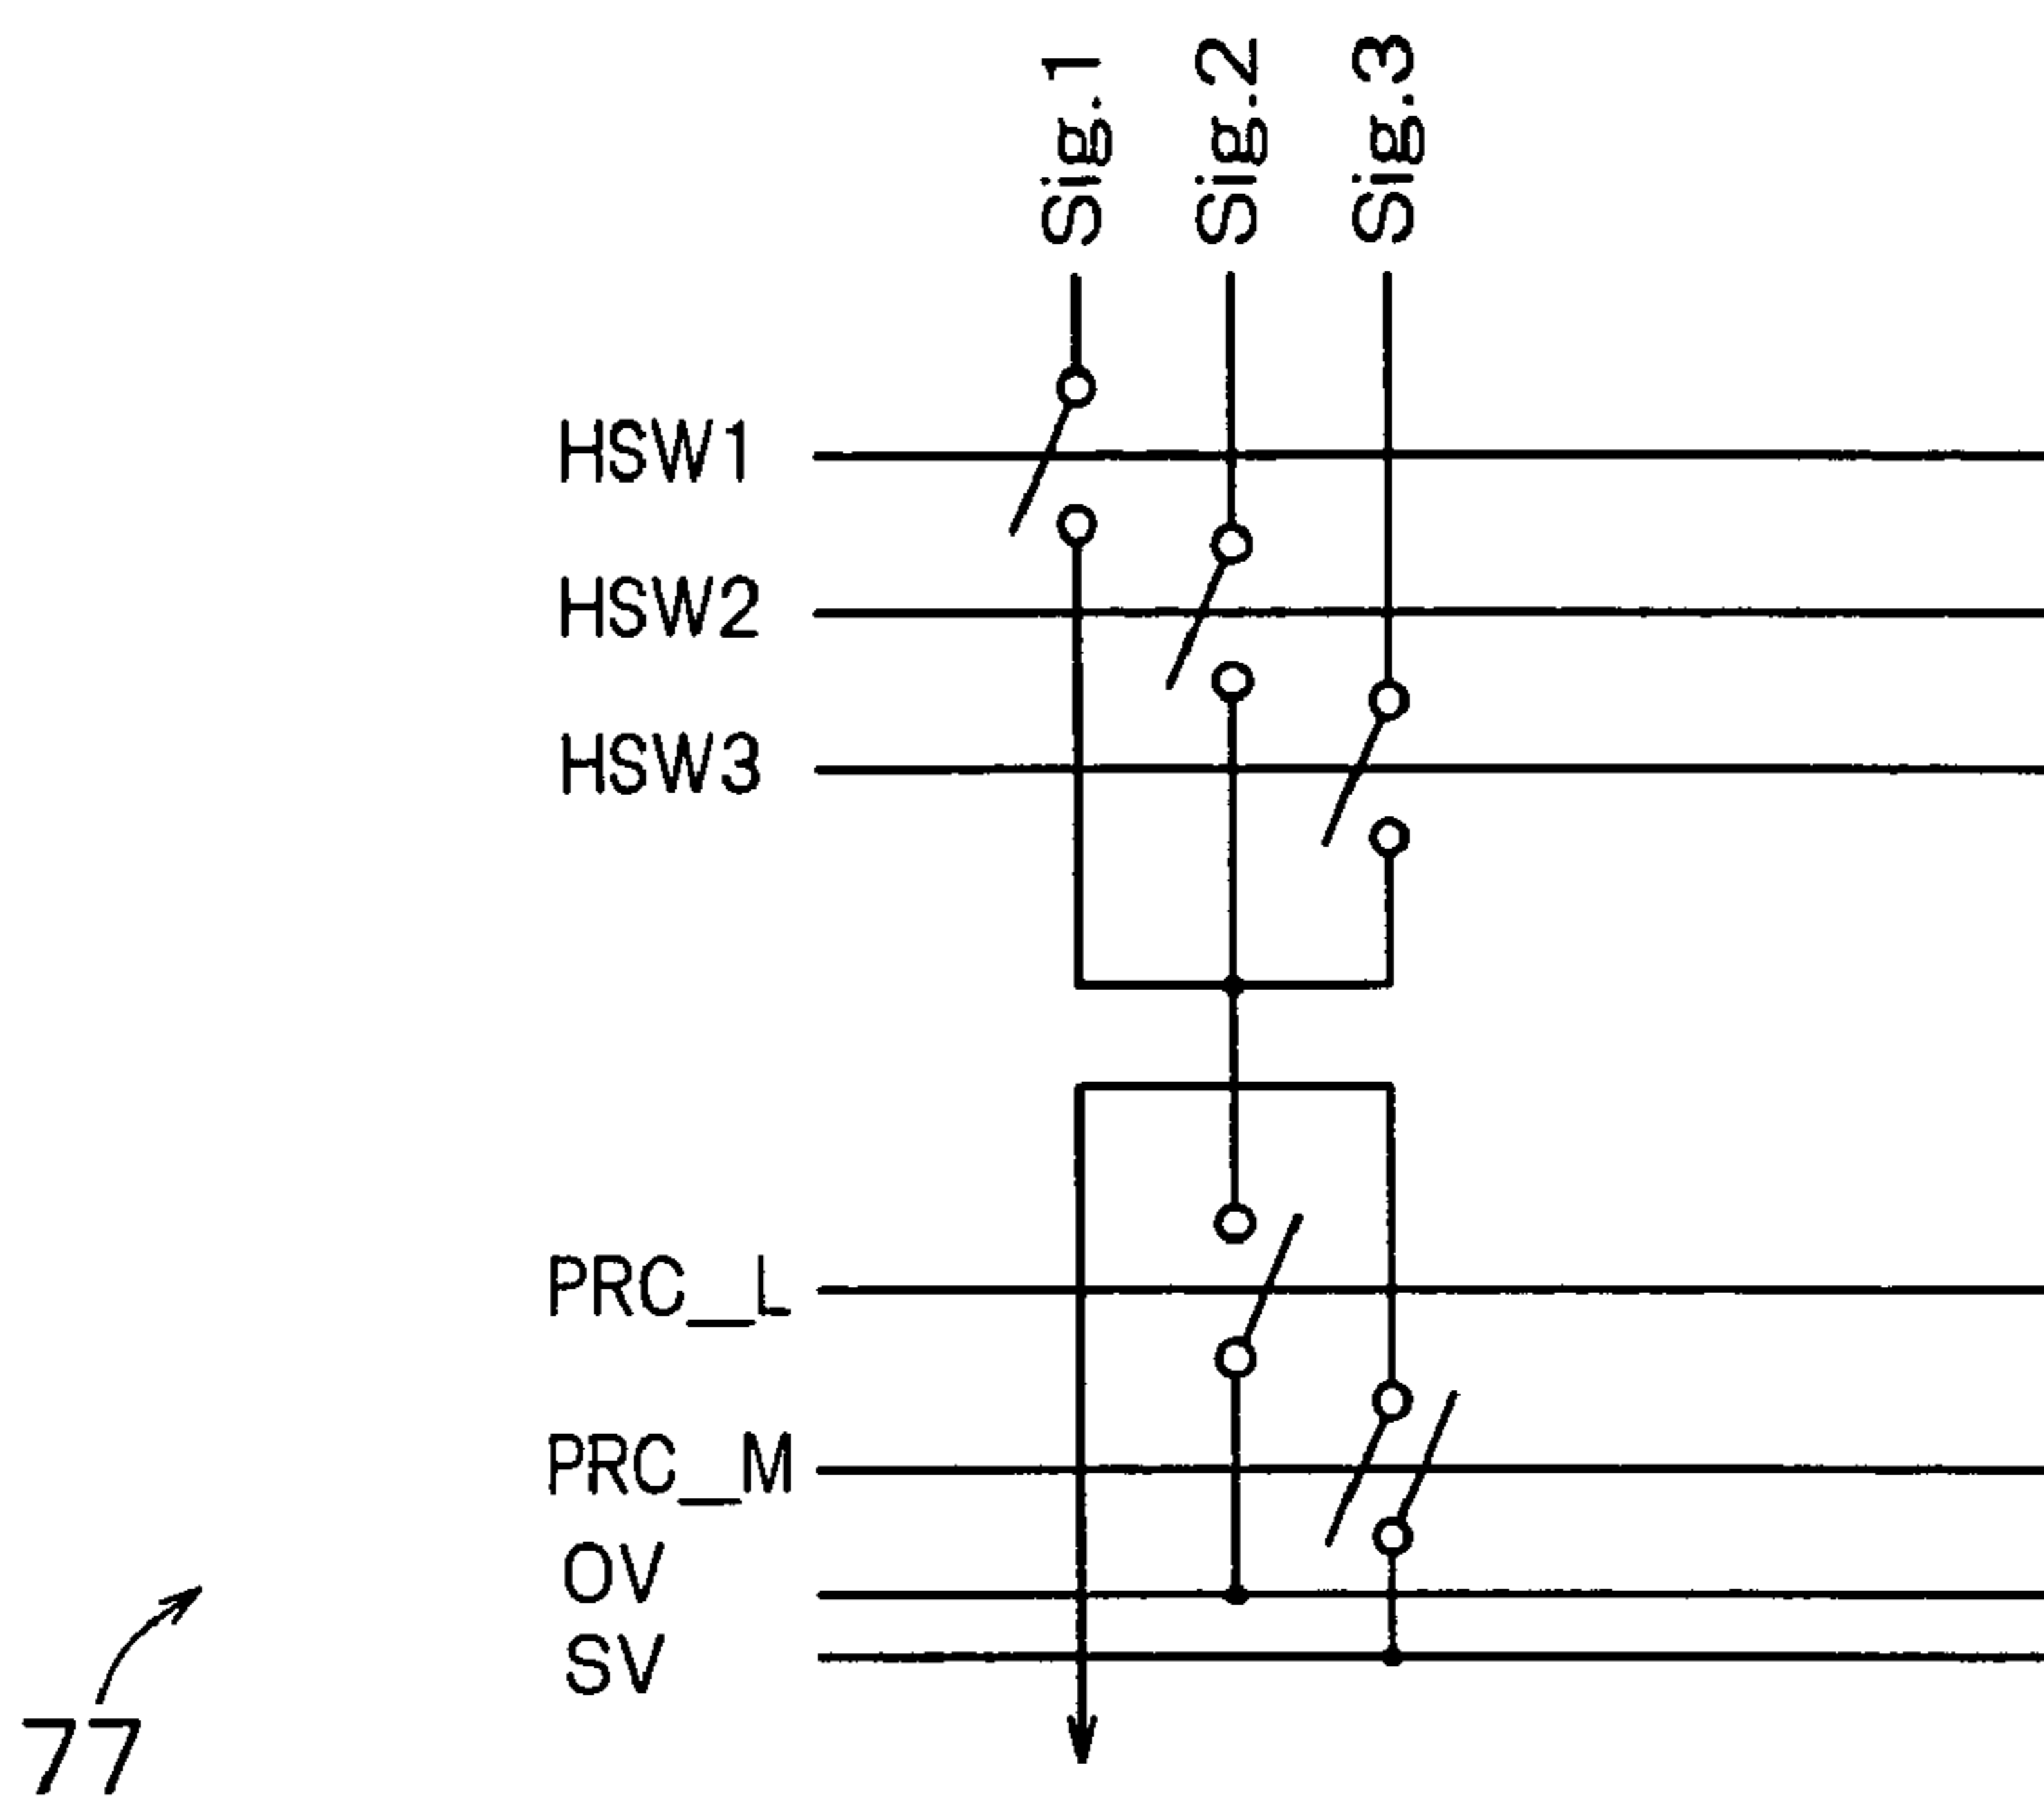 Sig.1
Sig.2
Sig.3
HSW1
HSW2
HSW3
PRC_L
PRC_M
OV
SV
77